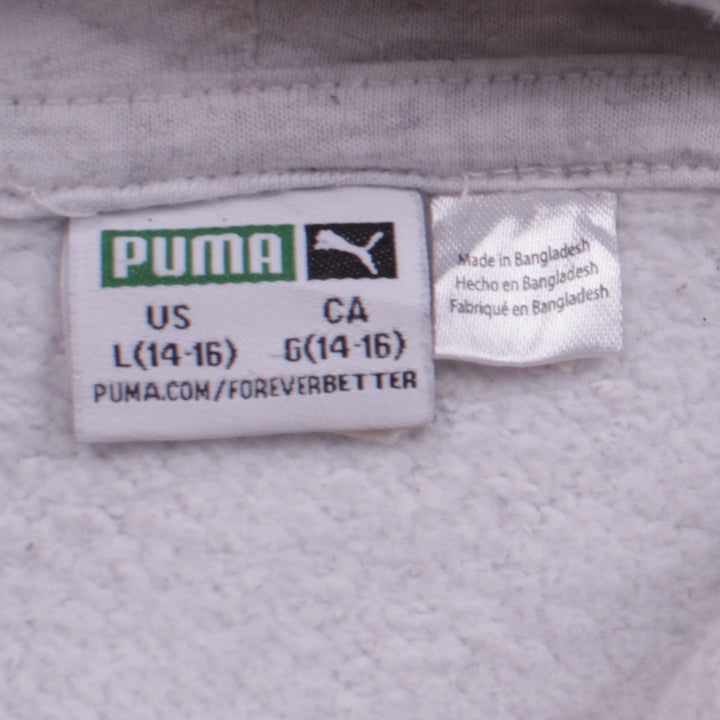 PUMA
US CA
L(14-16) G(14-16)
PUMA.COM/FOREVERBETTER
Made in Bangladesh
Hecho en Bangladesh
Fabriqué en Bangladesh